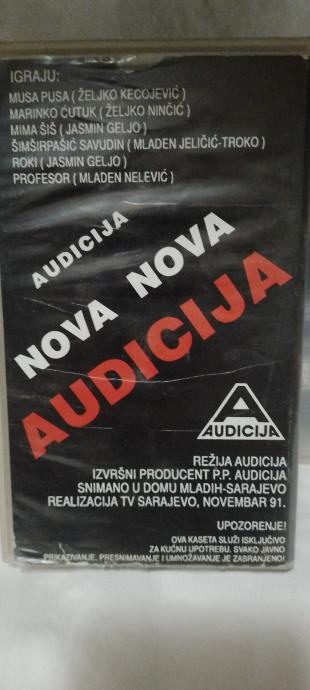 IGRAJU:
MUSA PUSA ( ŽELJKO KECOJEVIĆ )
MARINKO ĆUTUK ( ŽELJKO NINČIĆ )
MIMA ŠIŠ ( JASMIN GELJO )
ŠIMŠIRPAŠIĆ SAVUDIN ( MLADEN JELIČIĆ-TROKO )
ROKI ( JASMIN GELJO )
PROFESOR ( MLADEN NELEVIĆ )
AUDICIJA
NOVA NOVA
AUDICIJA
A
AUDICIJA
REŽIJA AUDICIJA
IZVRŠNI PRODUCENT P.P. AUDICIJA
SNIMANO U DOMU MLADIH-SARAJEVO
REALIZACIJA TV SARAJEVO, NOVEMBAR 91.
UPOZORENJE!
OVA KASETA SLUŽI ISKLJUČIVO
ZA KUĆNU UPOTREBU. SVAKO JAVNO
PRIKAZIVANJE, PRESNIMAVANJE I UMNOŽAVANJE JE ZABRANJENO!